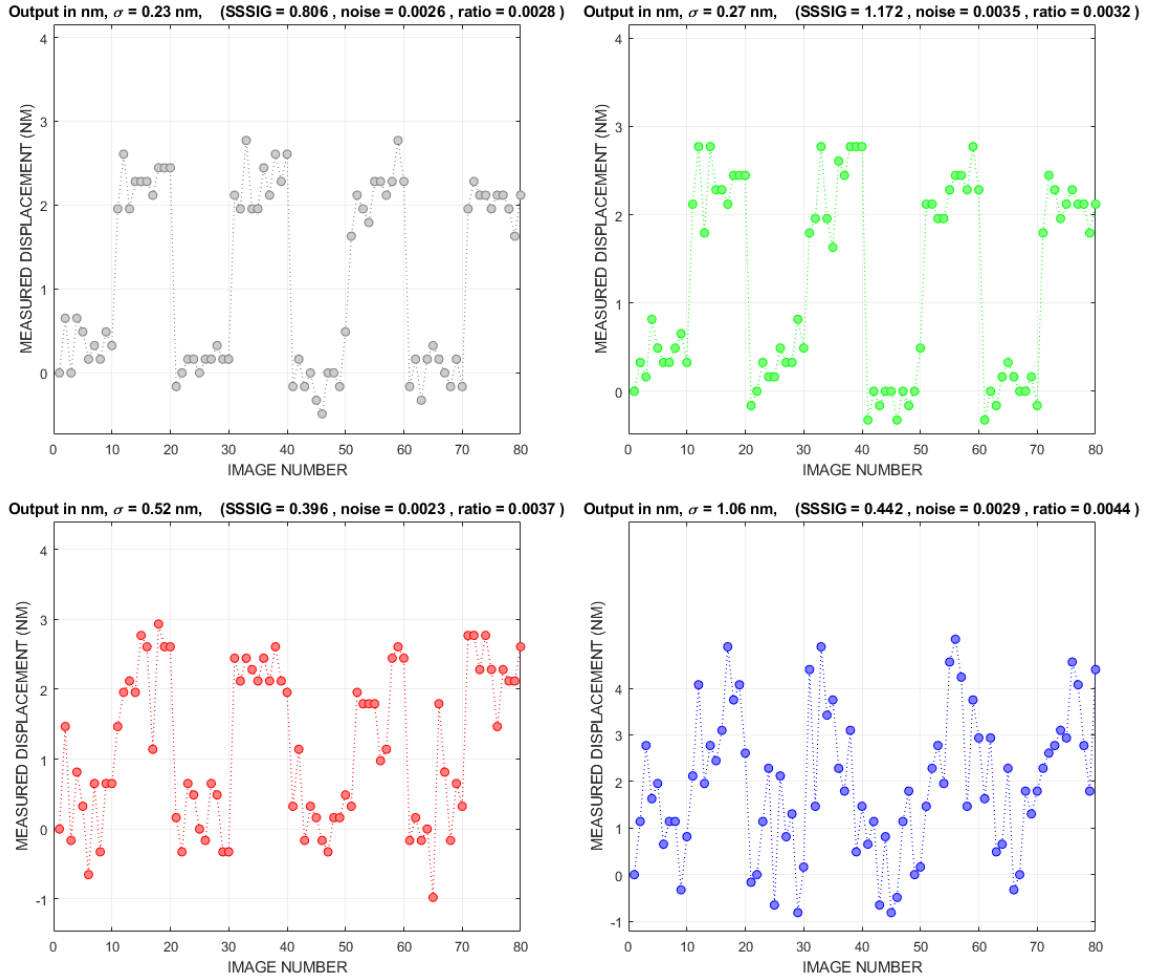 Output in nm, σ = 0.23 nm, (SSSIG = 0.806 , noise = 0.0026 , ratio = 0.0028 )
4
3
2
1
0
MEASURED DISPLACEMENT (NM)
0 10 20 30 40 50 60 70 80
IMAGE NUMBER
Output in nm, σ = 0.27 nm, (SSSIG = 1.172 , noise = 0.0035 , ratio = 0.0032 )
4
3
2
1
0
MEASURED DISPLACEMENT (NM)
0 10 20 30 40 50 60 70 80
IMAGE NUMBER
Output in nm, σ = 0.52 nm, (SSSIG = 0.396 , noise = 0.0023 , ratio = 0.0037 )
4
3
2
1
0
-1
MEASURED DISPLACEMENT (NM)
0 10 20 30 40 50 60 70 80
IMAGE NUMBER
Output in nm, σ = 1.06 nm, (SSSIG = 0.442 , noise = 0.0029 , ratio = 0.0044 )
4
3
2
1
0
-1
MEASURED DISPLACEMENT (NM)
0 10 20 30 40 50 60 70 80
IMAGE NUMBER